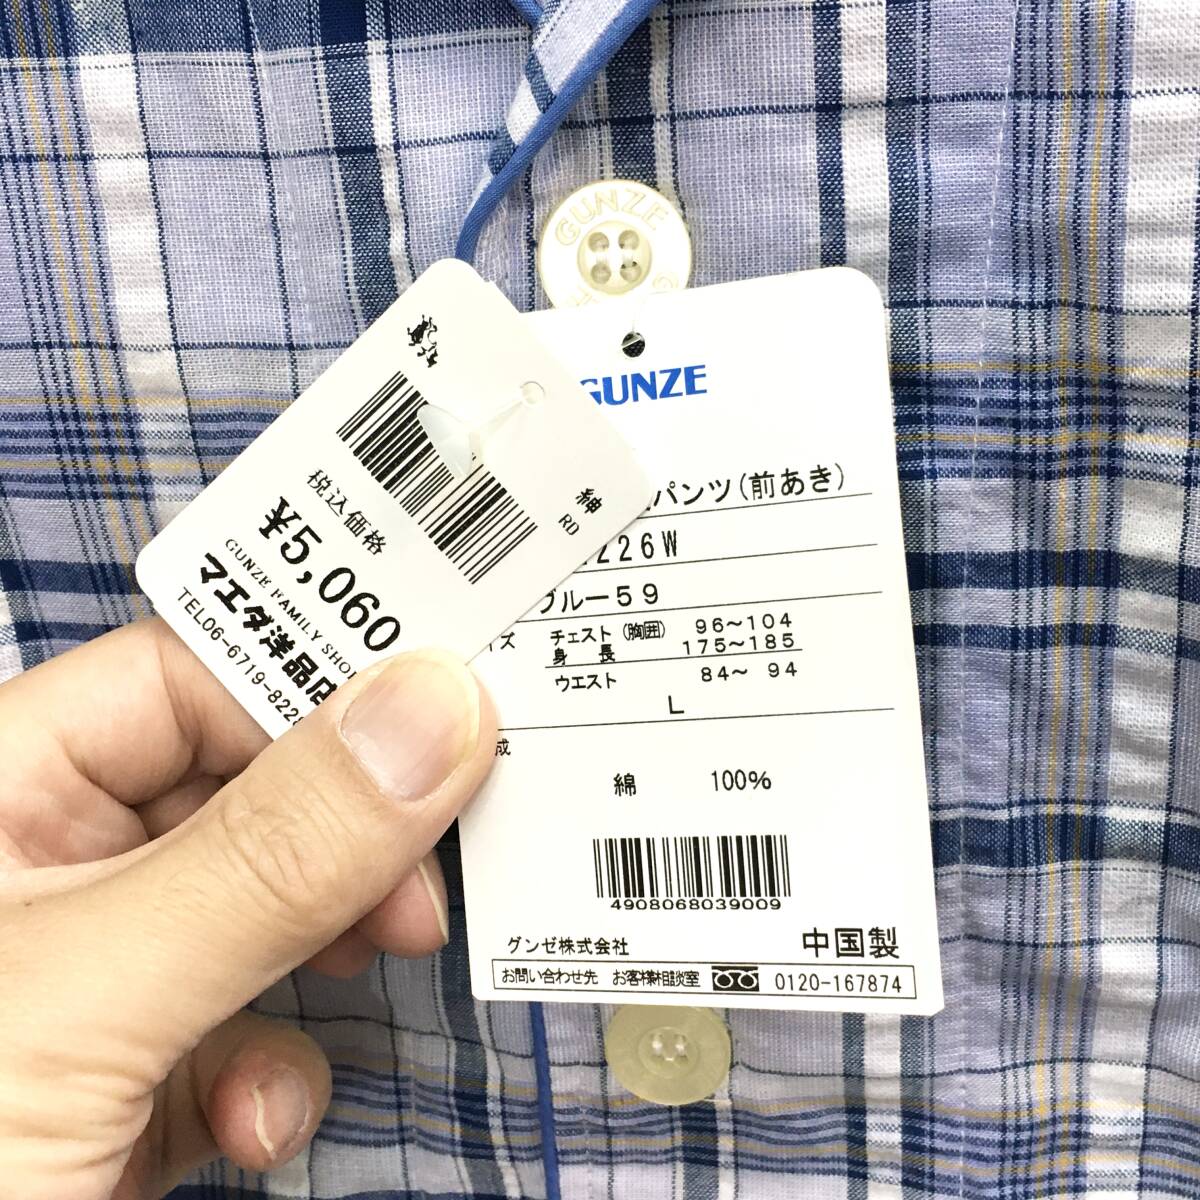 GUNZE
GUNZE
パンツ(前あき)
226W
ブルー59
イズ
チェスト(胸囲) 96~104
身長 175~185
ウエスト 84~ 94
L
成
綿 100%
4908068039009
グンゼ株式会社
中国製
お問い合わせ先 お客様相談室 0120-167874
紳
RD
税込価格
¥5,060
GUNZE FAMILY SHOP
マエダ洋品店
TEL06-6719-822